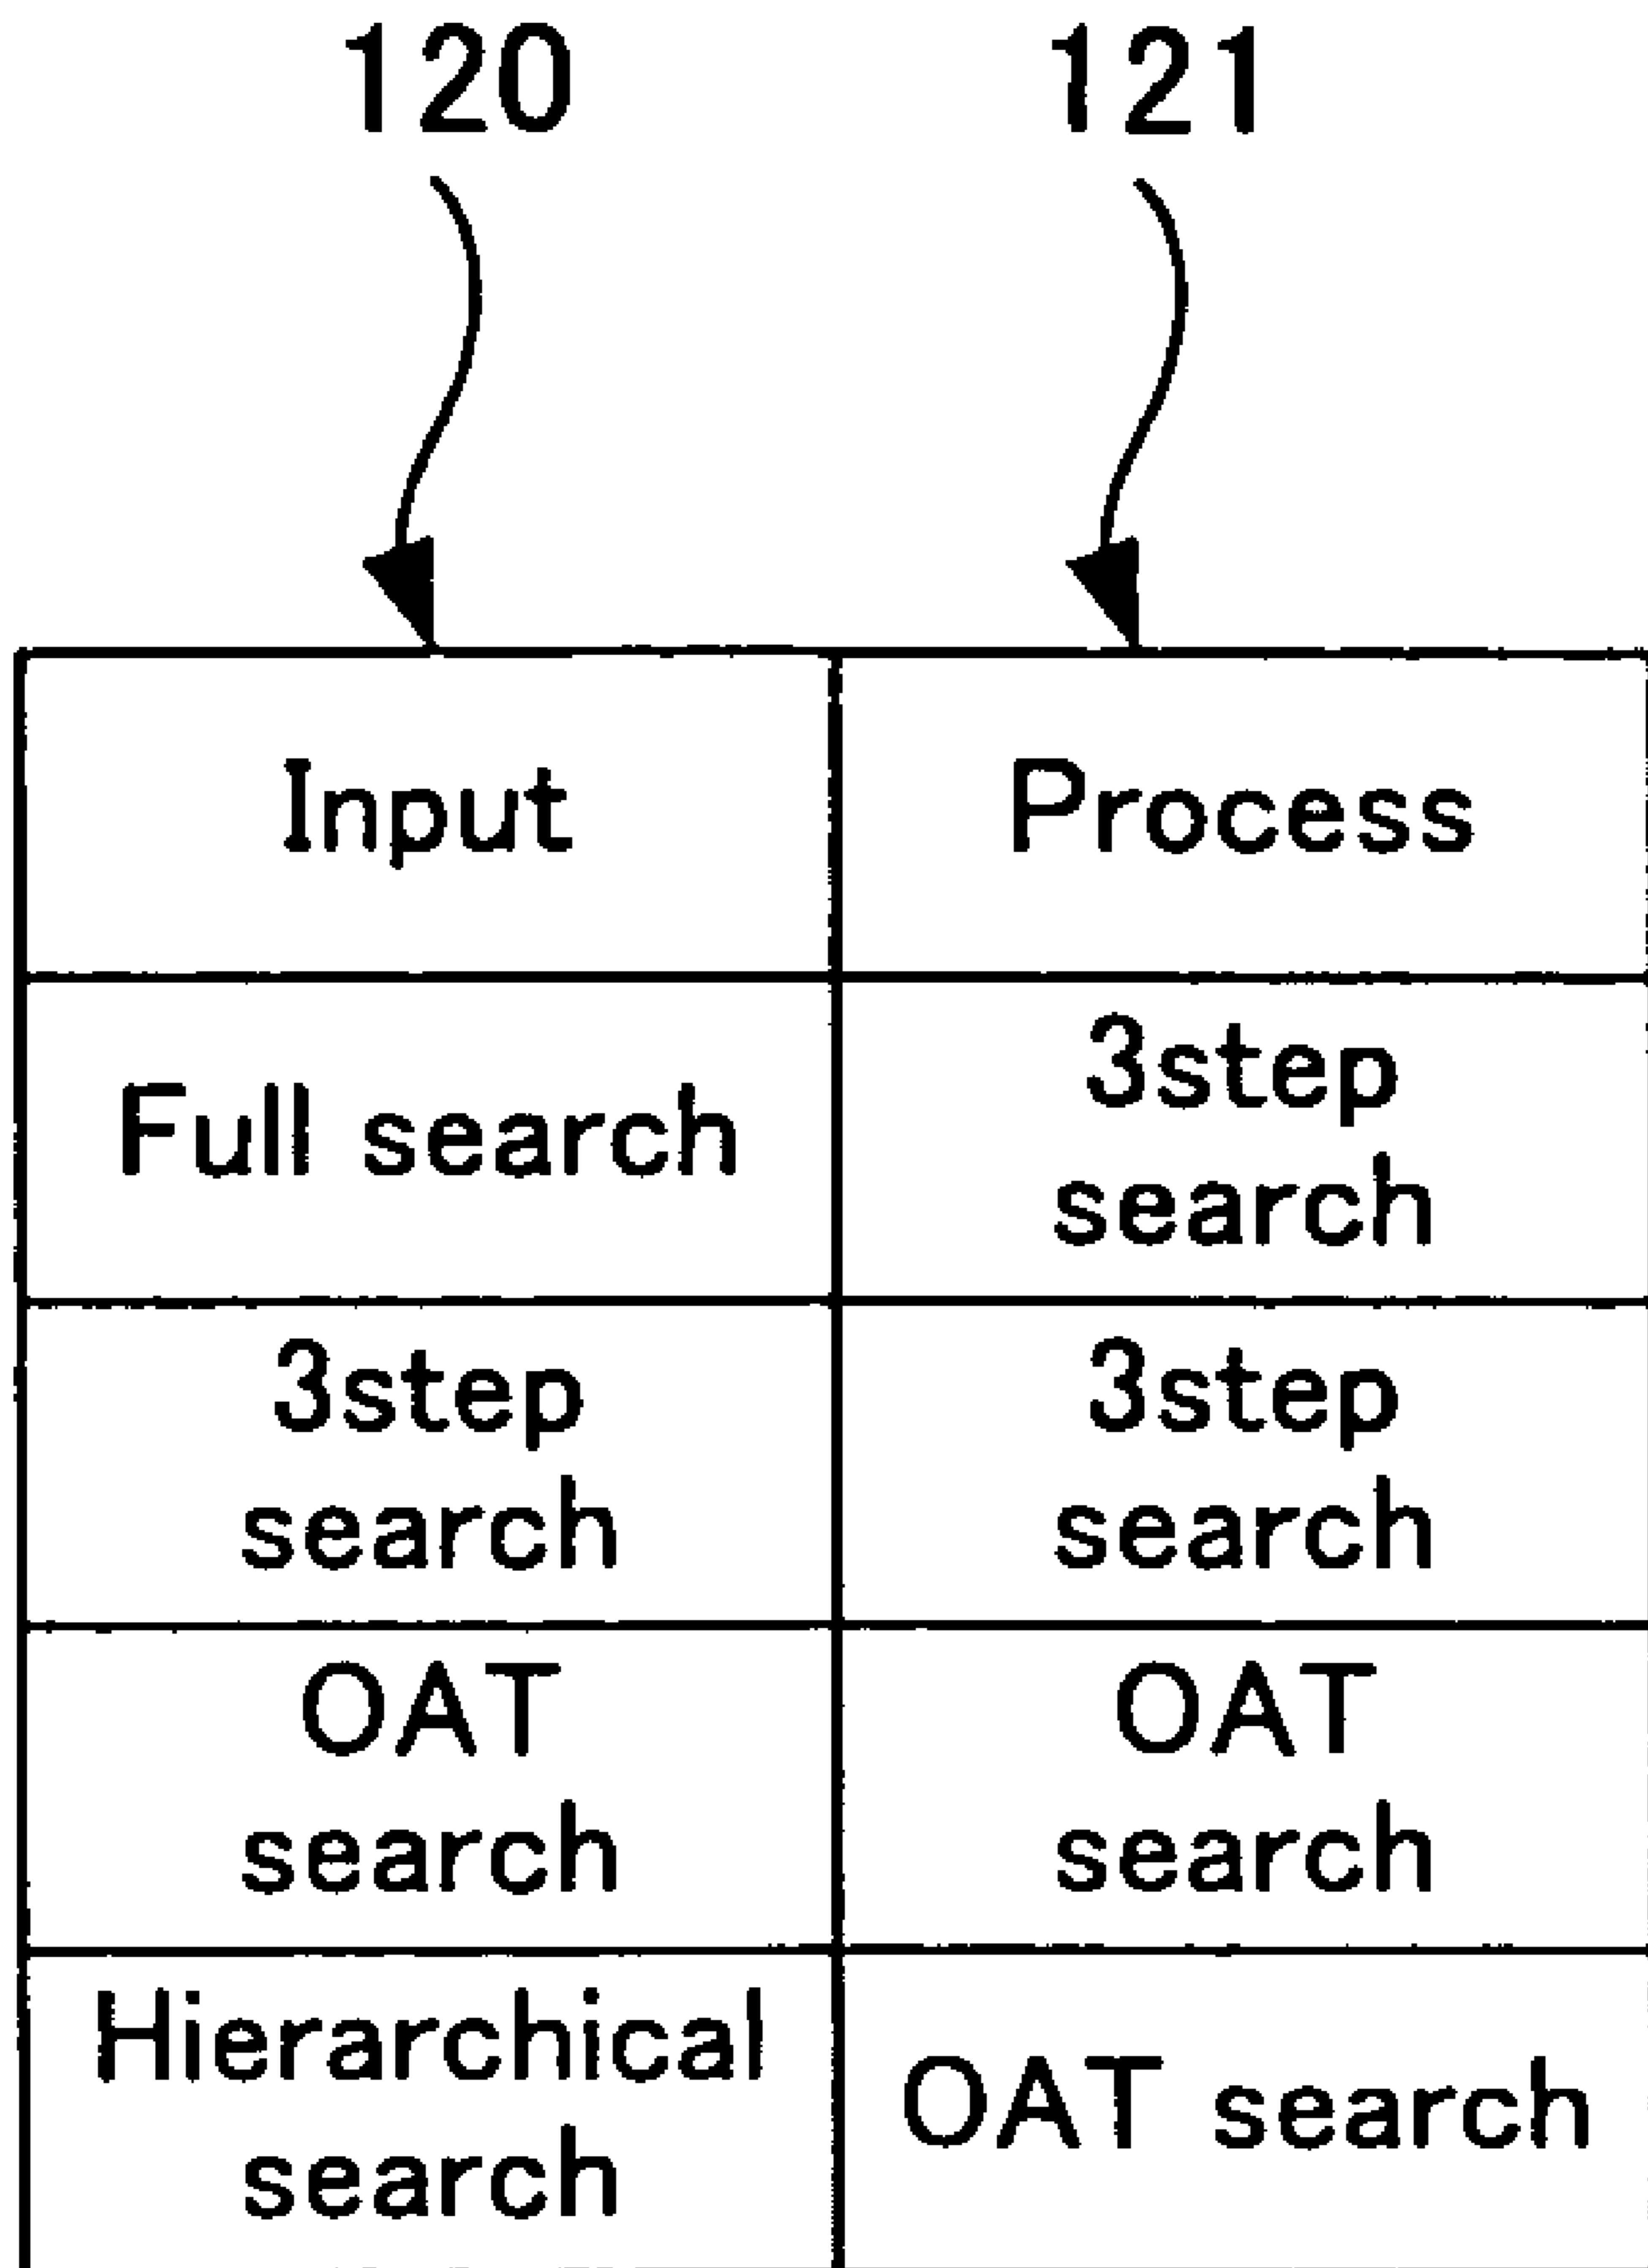 120 121
Input Process
Full search 3step
search
3step 3step
search search
OAT OAT
search search
Hierarchical
search OAT search